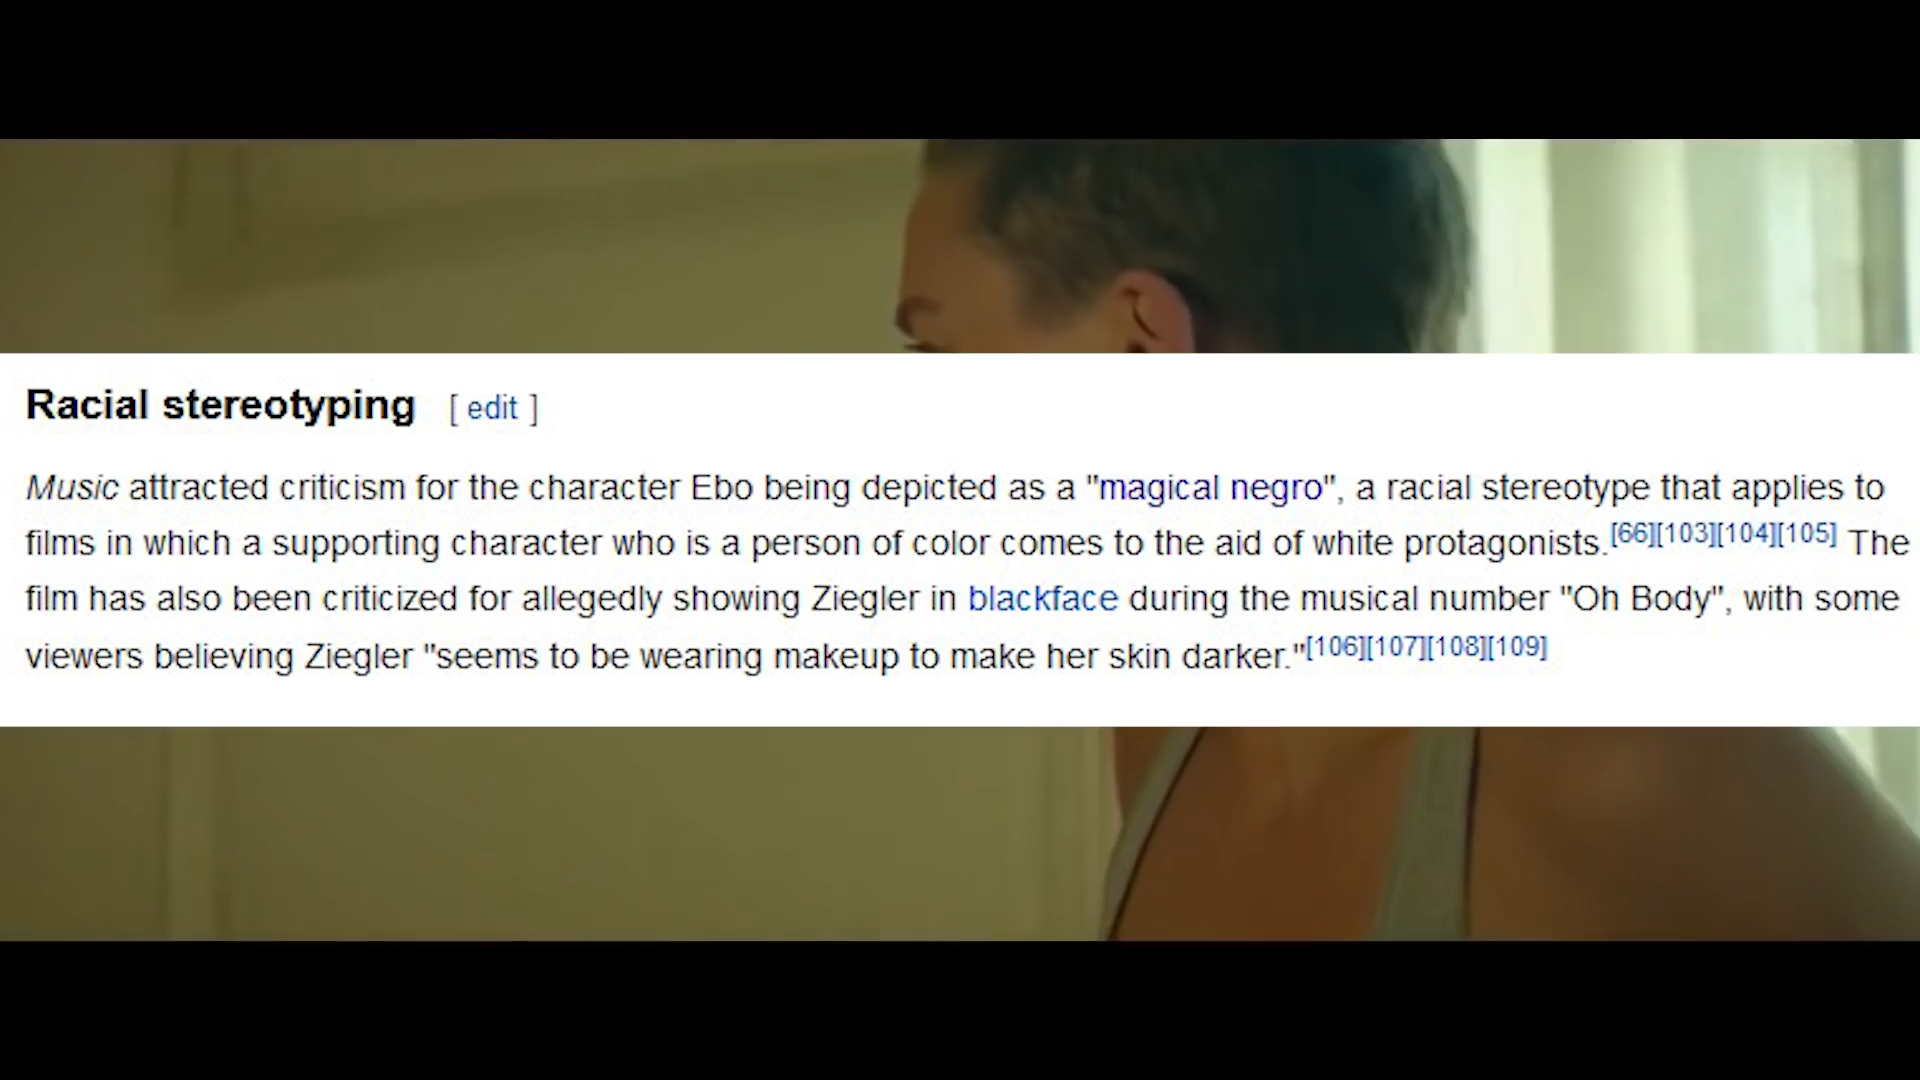 Racial stereotyping [ edit ]
Music attracted criticism for the character Ebo being depicted as a "magical negro", a racial stereotype that applies to
films in which a supporting character who is a person of color comes to the aid of white protagonists.[66][103][104][105] The
film has also been criticized for allegedly showing Ziegler in blackface during the musical number "Oh Body", with some
viewers believing Ziegler "seems to be wearing makeup to make her skin darker."[106][107][108][109]